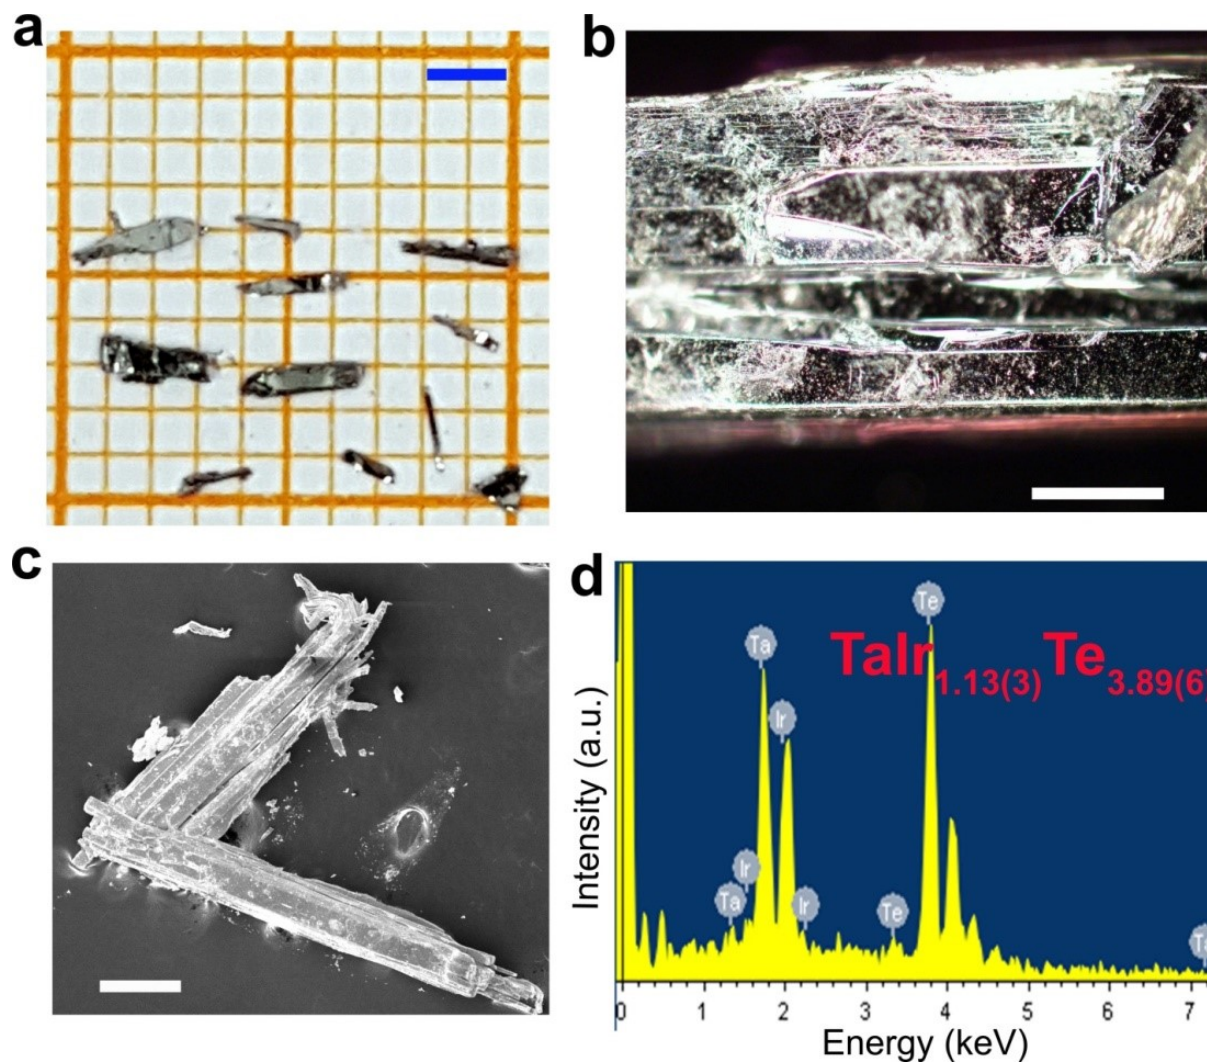 a
b
c
d
Te
Ta
TaIr1.13(3)Te3.89(6)
Ir
Ir
Ta
Ir
Te
Ta
Intensity (a.u.)
0 1 2 3 4 5 6 7
Energy (keV)